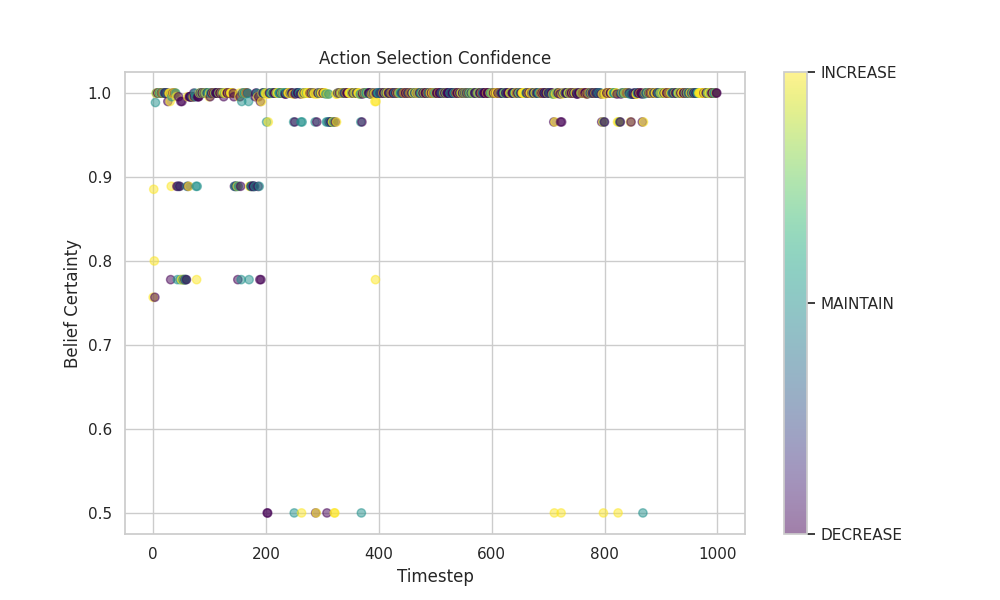 Action Selection Confidence
Belief Certainty
1.0
0.9
0.8
0.7
0.6
0.5
0
200
400
600
800
1000
Timestep
INCREASE
MAINTAIN
DECREASE